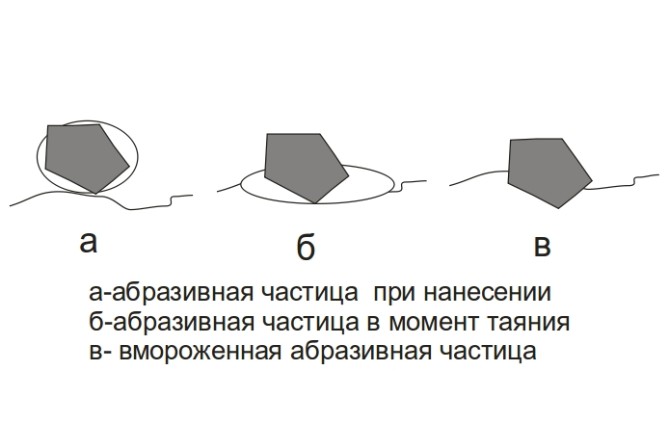 а б в
а-абразивная частица при нанесении
б-абразивная частица в момент таяния
в- вмороженная абразивная частица